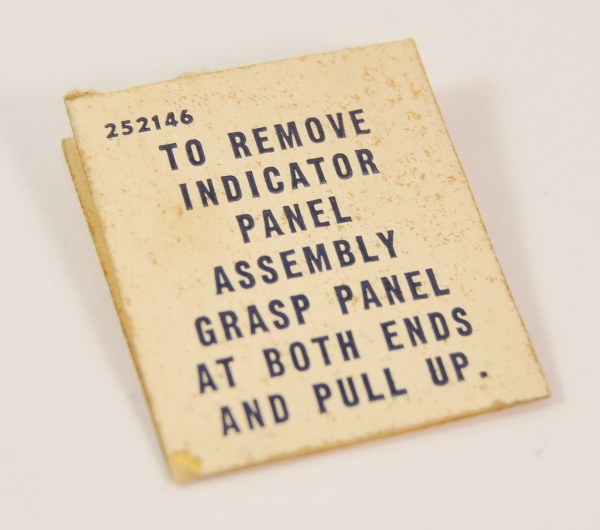 252146
TO REMOVE
INDICATOR
PANEL
ASSEMBLY
GRASP PANEL
AT BOTH ENDS
AND PULL UP.